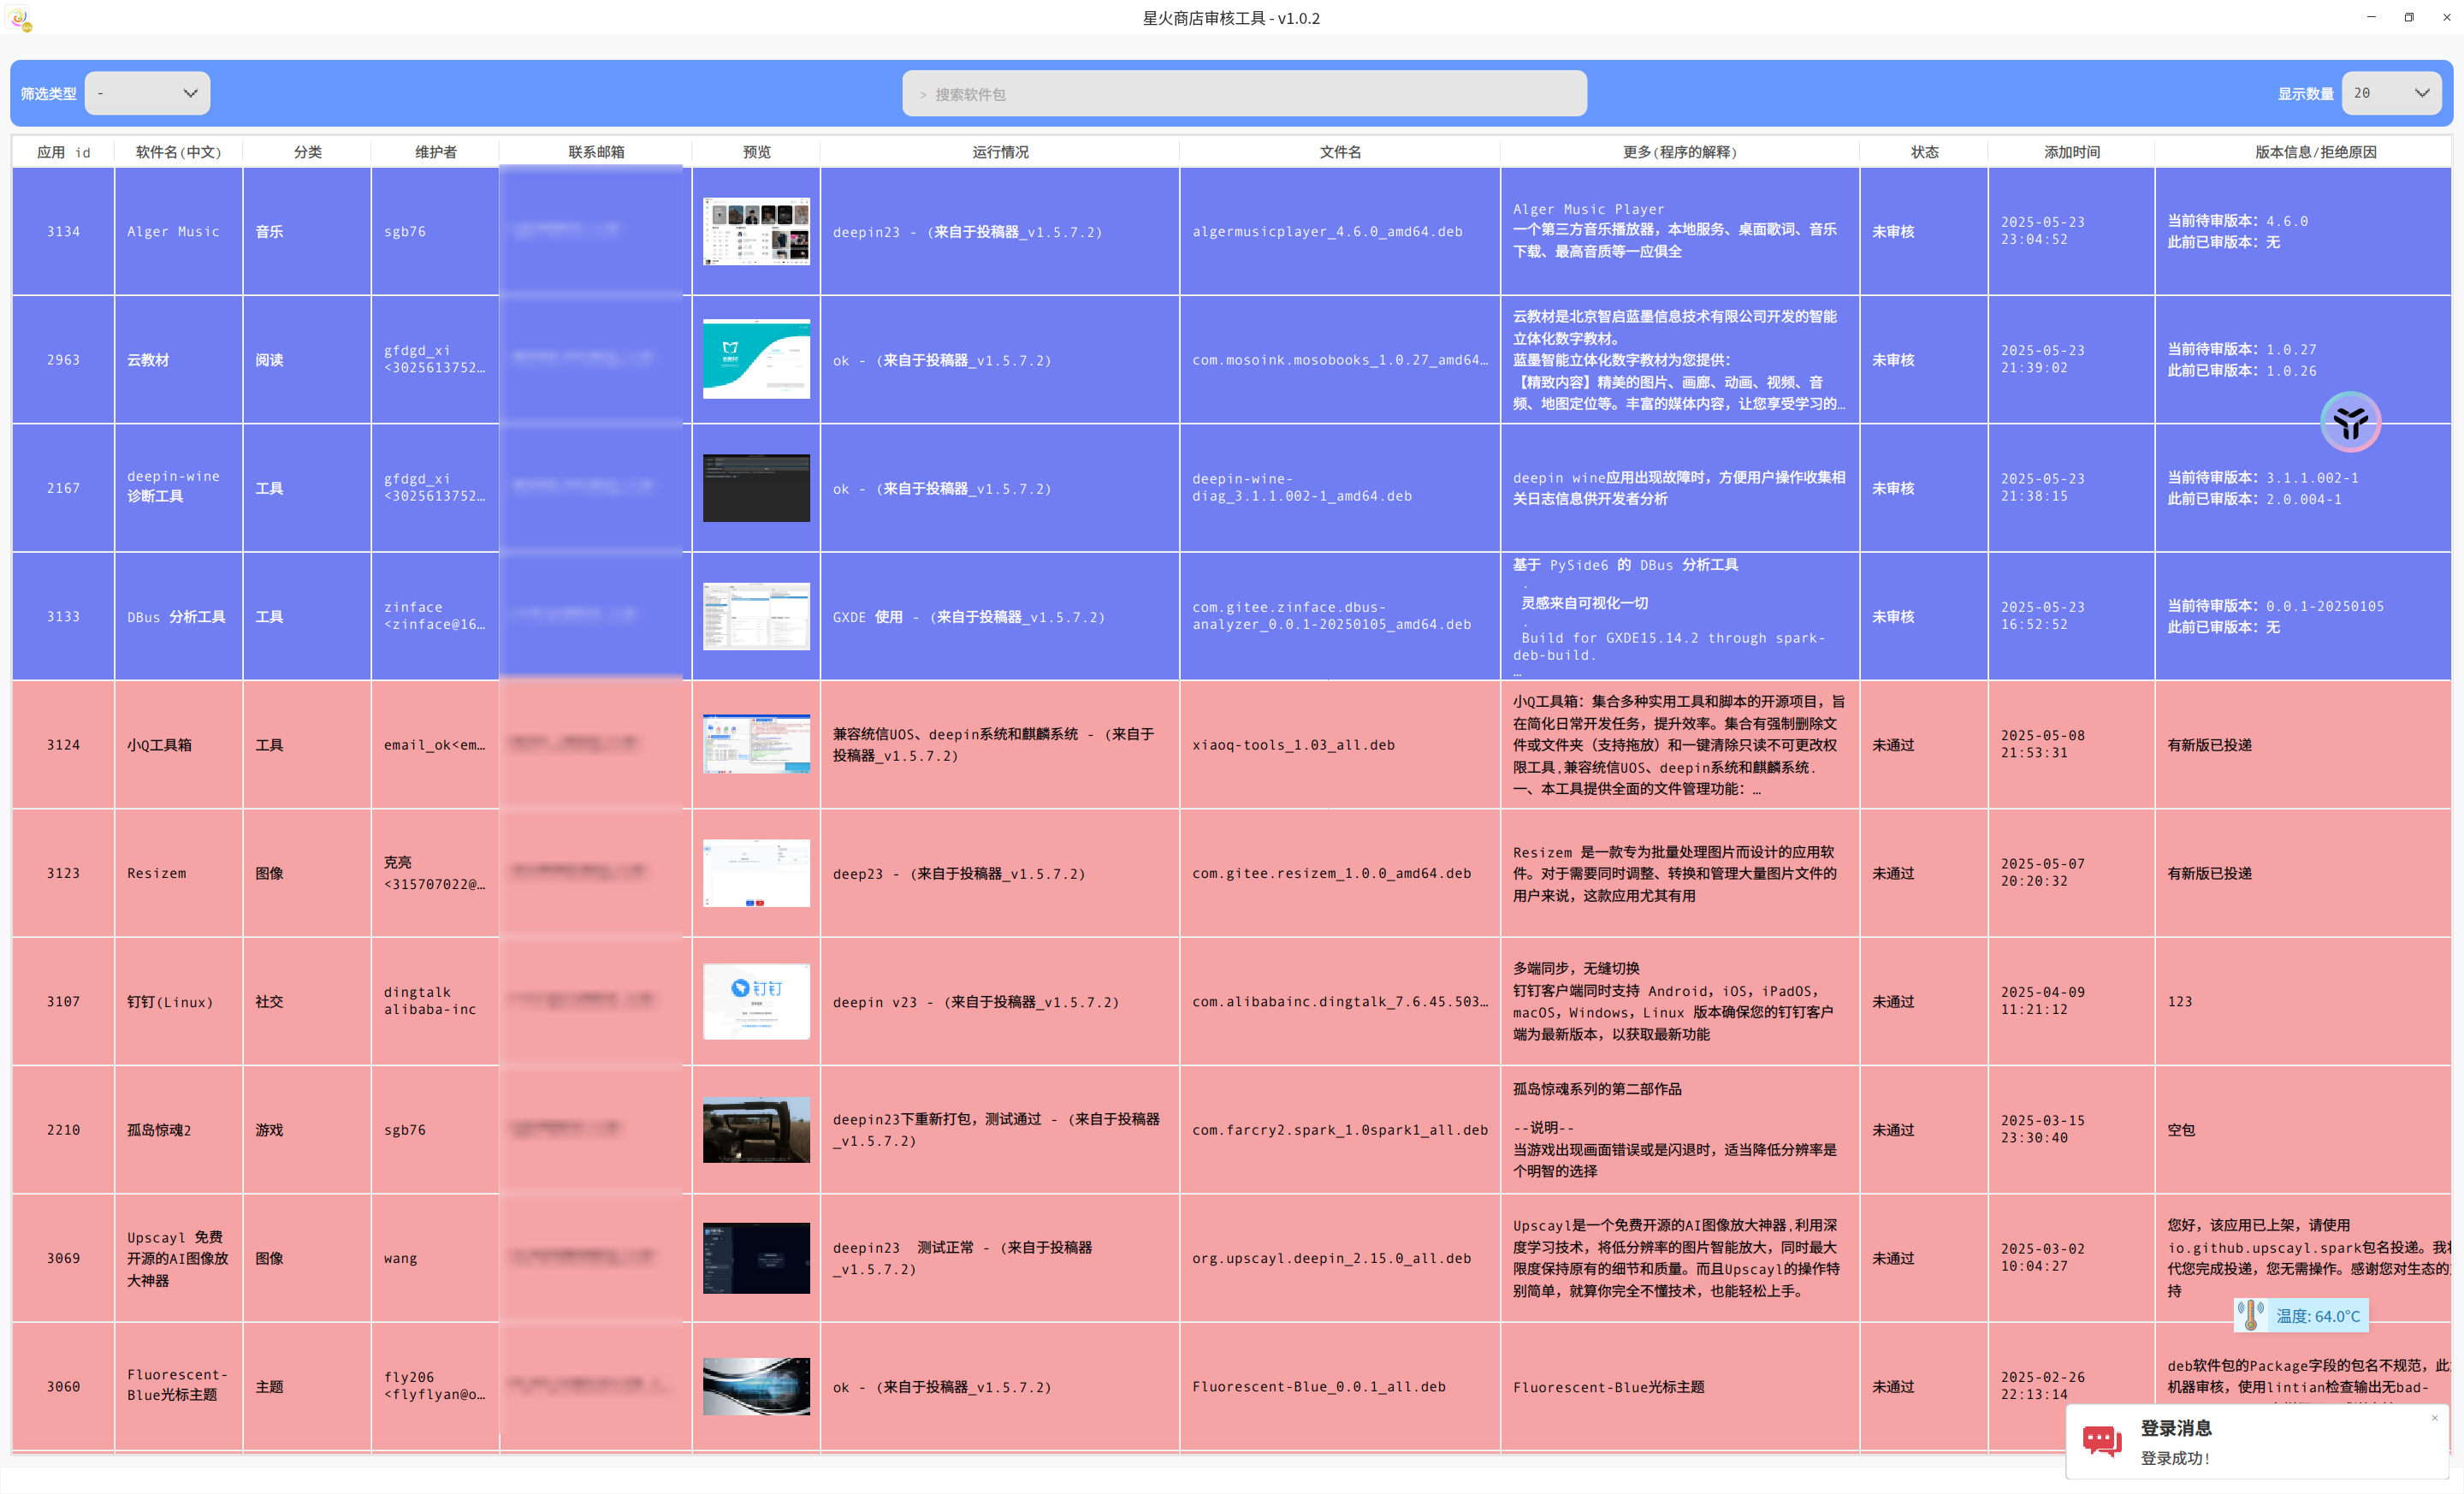 星火商店审核工具 - v1.0.2
筛选类型
-
> 搜索软件包
显示数量
20
应用 id
软件名(中文)
分类
维护者
联系邮箱
预览
运行情况
文件名
更多(程序的解释)
状态
添加时间
版本信息/拒绝原因
3134
Alger Music
音乐
sgb76
deepin23 - (来自于投稿器_v1.5.7.2)
algermusicplayer_4.6.0_amd64.deb
Alger Music Player
一个第三方音乐播放器，本地服务、桌面歌词、音乐
下载、最高音质等一应俱全
未审核
2025-05-23
23:04:52
当前待审版本：4.6.0
此前已审版本：无
2963
云教材
阅读
gfdgd_xi
<3025613752…
ok - (来自于投稿器_v1.5.7.2)
com.mosoink.mosobooks_1.0.27_amd64…
云教材是北京智启蓝墨信息技术有限公司开发的智能
立体化数字教材。
蓝墨智能立体化数字教材为您提供：
【精致内容】精美的图片、画廊、动画、视频、音
频、地图定位等。丰富的媒体内容，让您享受学习的…
未审核
2025-05-23
21:39:02
当前待审版本：1.0.27
此前已审版本：1.0.26
2167
deepin-wine
诊断工具
工具
gfdgd_xi
<3025613752…
ok - (来自于投稿器_v1.5.7.2)
deepin-wine-
diag_3.1.1.002-1_amd64.deb
deepin wine应用出现故障时，方便用户操作收集相
关日志信息供开发者分析
未审核
2025-05-23
21:38:15
当前待审版本：3.1.1.002-1
此前已审版本：2.0.004-1
3133
DBus 分析工具
工具
zinface
<zinface@16…
GXDE 使用 - (来自于投稿器_v1.5.7.2)
com.gitee.zinface.dbus-
analyzer_0.0.1-20250105_amd64.deb
基于 PySide6 的 DBus 分析工具
.
灵感来自可视化一切
.
Build for GXDE15.14.2 through spark-
deb-build.
…
未审核
2025-05-23
16:52:52
当前待审版本：0.0.1-20250105
此前已审版本：无
3124
小Q工具箱
工具
email_ok<em…
兼容统信UOS、deepin系统和麒麟系统 - (来自于
投稿器_v1.5.7.2)
xiaoq-tools_1.03_all.deb
小Q工具箱：集合多种实用工具和脚本的开源项目，旨
在简化日常开发任务，提升效率。集合有强制删除文
件或文件夹（支持拖放）和一键清除只读不可更改权
限工具,兼容统信UOS、deepin系统和麒麟系统.
一、本工具提供全面的文件管理功能：…
未通过
2025-05-08
21:53:31
有新版已投递
3123
Resizem
图像
克亮
<315707022@…
deep23 - (来自于投稿器_v1.5.7.2)
com.gitee.resizem_1.0.0_amd64.deb
Resizem 是一款专为批量处理图片而设计的应用软
件。对于需要同时调整、转换和管理大量图片文件的
用户来说，这款应用尤其有用
未通过
2025-05-07
20:20:32
有新版已投递
3107
钉钉(Linux)
社交
dingtalk
alibaba-inc
钉钉
deepin v23 - (来自于投稿器_v1.5.7.2)
com.alibabainc.dingtalk_7.6.45.503…
多端同步，无缝切换
钉钉客户端同时支持 Android，iOS，iPadOS，
macOS，Windows，Linux 版本确保您的钉钉客户
端为最新版本，以获取最新功能
未通过
2025-04-09
11:21:12
123
2210
孤岛惊魂2
游戏
sgb76
deepin23下重新打包，测试通过 - (来自于投稿器
_v1.5.7.2)
com.farcry2.spark_1.0spark1_all.deb
孤岛惊魂系列的第二部作品
--说明--
当游戏出现画面错误或是闪退时，适当降低分辨率是
个明智的选择
未通过
2025-03-15
23:30:40
空包
3069
Upscayl 免费
开源的AI图像放
大神器
图像
wang
deepin23  测试正常 - (来自于投稿器
_v1.5.7.2)
org.upscayl.deepin_2.15.0_all.deb
Upscayl是一个免费开源的AI图像放大神器,利用深
度学习技术，将低分辨率的图片智能放大，同时最大
限度保持原有的细节和质量。而且Upscayl的操作特
别简单，就算你完全不懂技术，也能轻松上手。
未通过
2025-03-02
10:04:27
您好，该应用已上架，请使用
io.github.upscayl.spark包名投递。我
代您完成投递，您无需操作。感谢您对生态的
持
温度: 64.0°C
3060
Fluorescent-
Blue光标主题
主题
fly206
<flyflyan@o…
ok - (来自于投稿器_v1.5.7.2)
Fluorescent-Blue_0.0.1_all.deb
Fluorescent-Blue光标主题
未通过
2025-02-26
22:13:14
deb软件包的Package字段的包名不规范，此
机器审核，使用lintian检查输出无bad-
登录消息
登录成功!